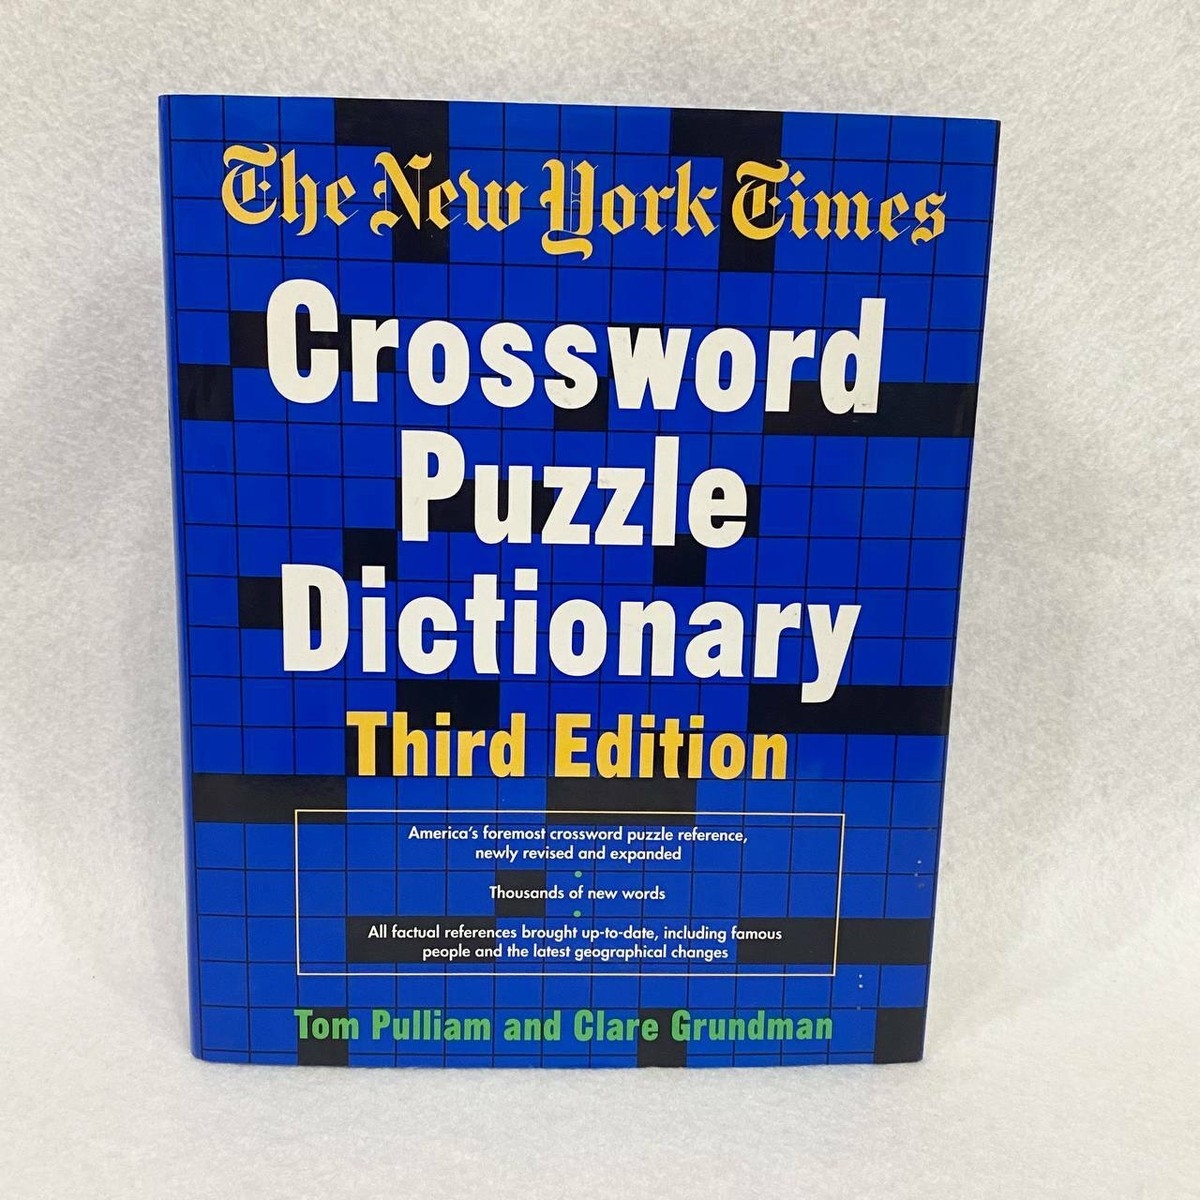 The New York Times
Crossword
Puzzle
Dictionary
Third Edition
America's foremost crossword puzzle reference,
newly revised and expanded
Thousands of new words
All factual references brought up-to-date, including famous
people and the latest geographical changes
Tom Pulliam and Clare Grundman